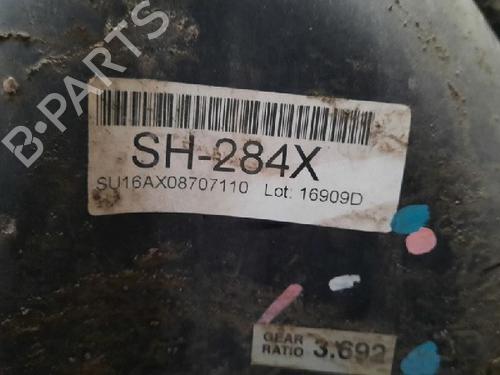 B-PARTS
SH-284X
SU16AX08707110 Lot: 16909D
GEAR RATIO 3.692